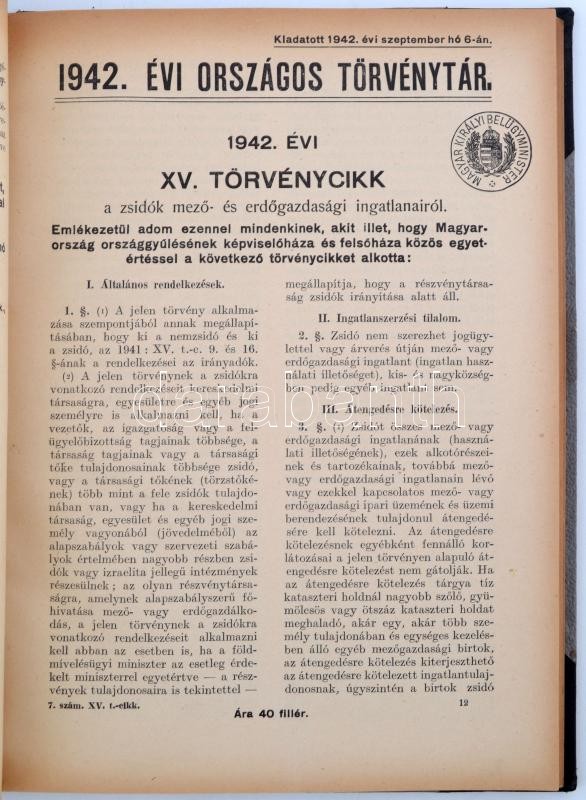 Kiadatott 1942. évi szeptember hó 6-án.
1942. ÉVI ORSZÁGOS TÖRVÉNYTÁR.
MAGYAR KIRÁLYI BELÜGYMINISTER
1942. ÉVI
XV. TÖRVÉNYCIKK
a zsidók mező- és erdőgazdasági ingatlanairól.
Emlékezetül adom ezennel mindenkinek, akit illet, hogy Magyar-
ország országgyűlésének képviselőháza és felsőháza közös egyet-
értéssel a következő törvénycikket alkotta:
I. Általános rendelkezések.
1. §. (1) A jelen törvény alkalma-
zása szempontjából annak megállapí-
tásában, hogy ki a nemzsidó és ki
a zsidó, az 1941: XV. t.-c. 9. és 16.
§-ának a rendelkezései az irányadók.
(2) A jelen törvénynek a zsidókra
vonatkozó rendelkezéseit kereskedelmi
társaságra, egyesületre és egyéb jogi
személyre is alkalmazni kell, ha a
vezetők, az igazgatóság vagy a fel-
ügyelőbizottság tagjainak többsége, a
társaság tagjainak vagy a társasági
tőke tulajdonosainak többsége zsidó,
vagy a társasági tőkének (törzstőké-
nek) több mint a fele zsidók tulajdo-
nában van, vagy ha a kereskedelmi
társaság, egyesület és egyéb jogi sze-
mély vagyonából (jövedelméből) az
alapszabályok vagy szervezeti szabá-
lyok értelmében nagyobb részben zsi-
dók vagy izraelita jellegű intézmények
részesülnek; az olyan részvénytársa-
ságra, amelynek alapszabályszerű fő-
hivatása mező- vagy erdőgazdálko-
dás, a jelen törvénynek a zsidókra
vonatkozó rendelkezéseit alkalmazni
kell abban az esetben is, ha a föld-
mívelésügyi miniszter az esetleg érde-
kelt miniszterrel egyetértve — a rész-
vények tulajdonosaira is tekintettel —
megállapítja, hogy a részvénytársa-
ság zsidók irányítása alatt áll.
II. Ingatlanszerzési tilalom.
2. §. Zsidó nem szerezhet jogügy-
lettel vagy árverés útján mező- vagy
erdőgazdasági ingatlant (ingatlan hasz-
nálati illetőséget), kis- és nagyközség-
ben pedig egyéb ingatlant sem.
III. Átengedésre kötelezés.
3. §. (1) Zsidót összes mező- vagy
erdőgazdasági ingatlanának (haszná-
lati illetőségének), ezek alkotórészei-
nek és tartozékainak, továbbá mező-
vagy erdőgazdasági ingatlanain lévő
vagy ezekkel kapcsolatos mező- vagy
erdőgazdasági ipari üzemének és üzemi
berendezésének tulajdonul átengedé-
sére kell kötelezni. Az átengedésre
kötelezésnek egyébként fennálló kor-
látozásai a jelen törvényen alapuló át-
engedésre kötelezést nem gátolják. Ha
az átengedésre kötelezés tárgya tíz
kataszteri holdnál nagyobb szőlő, gyü-
mölcsös vagy ötszáz kataszteri holdat
meghaladó, akár egy, akár több sze-
mély tulajdonában és egységes kezelés-
ben álló egyéb mezőgazdasági birtok,
az átengedésre kötelezés kiterjeszthető
az átengedésre kötelezett ingatlantulaj-
donosnak, úgyszintén a birtok zsidó
7. szám. XV. t.-cikk.
12
Ára 40 fillér.
darabanth